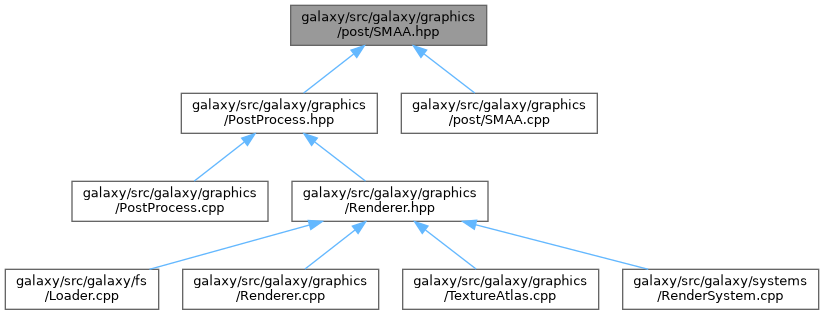 galaxy/src/galaxy/graphics
/post/SMAA.hpp
galaxy/src/galaxy/graphics
/PostProcess.hpp
galaxy/src/galaxy/graphics
/post/SMAA.cpp
galaxy/src/galaxy/graphics
/PostProcess.cpp
galaxy/src/galaxy/graphics
/Renderer.hpp
galaxy/src/galaxy/fs
/Loader.cpp
galaxy/src/galaxy/graphics
/Renderer.cpp
galaxy/src/galaxy/graphics
/TextureAtlas.cpp
galaxy/src/galaxy/systems
/RenderSystem.cpp